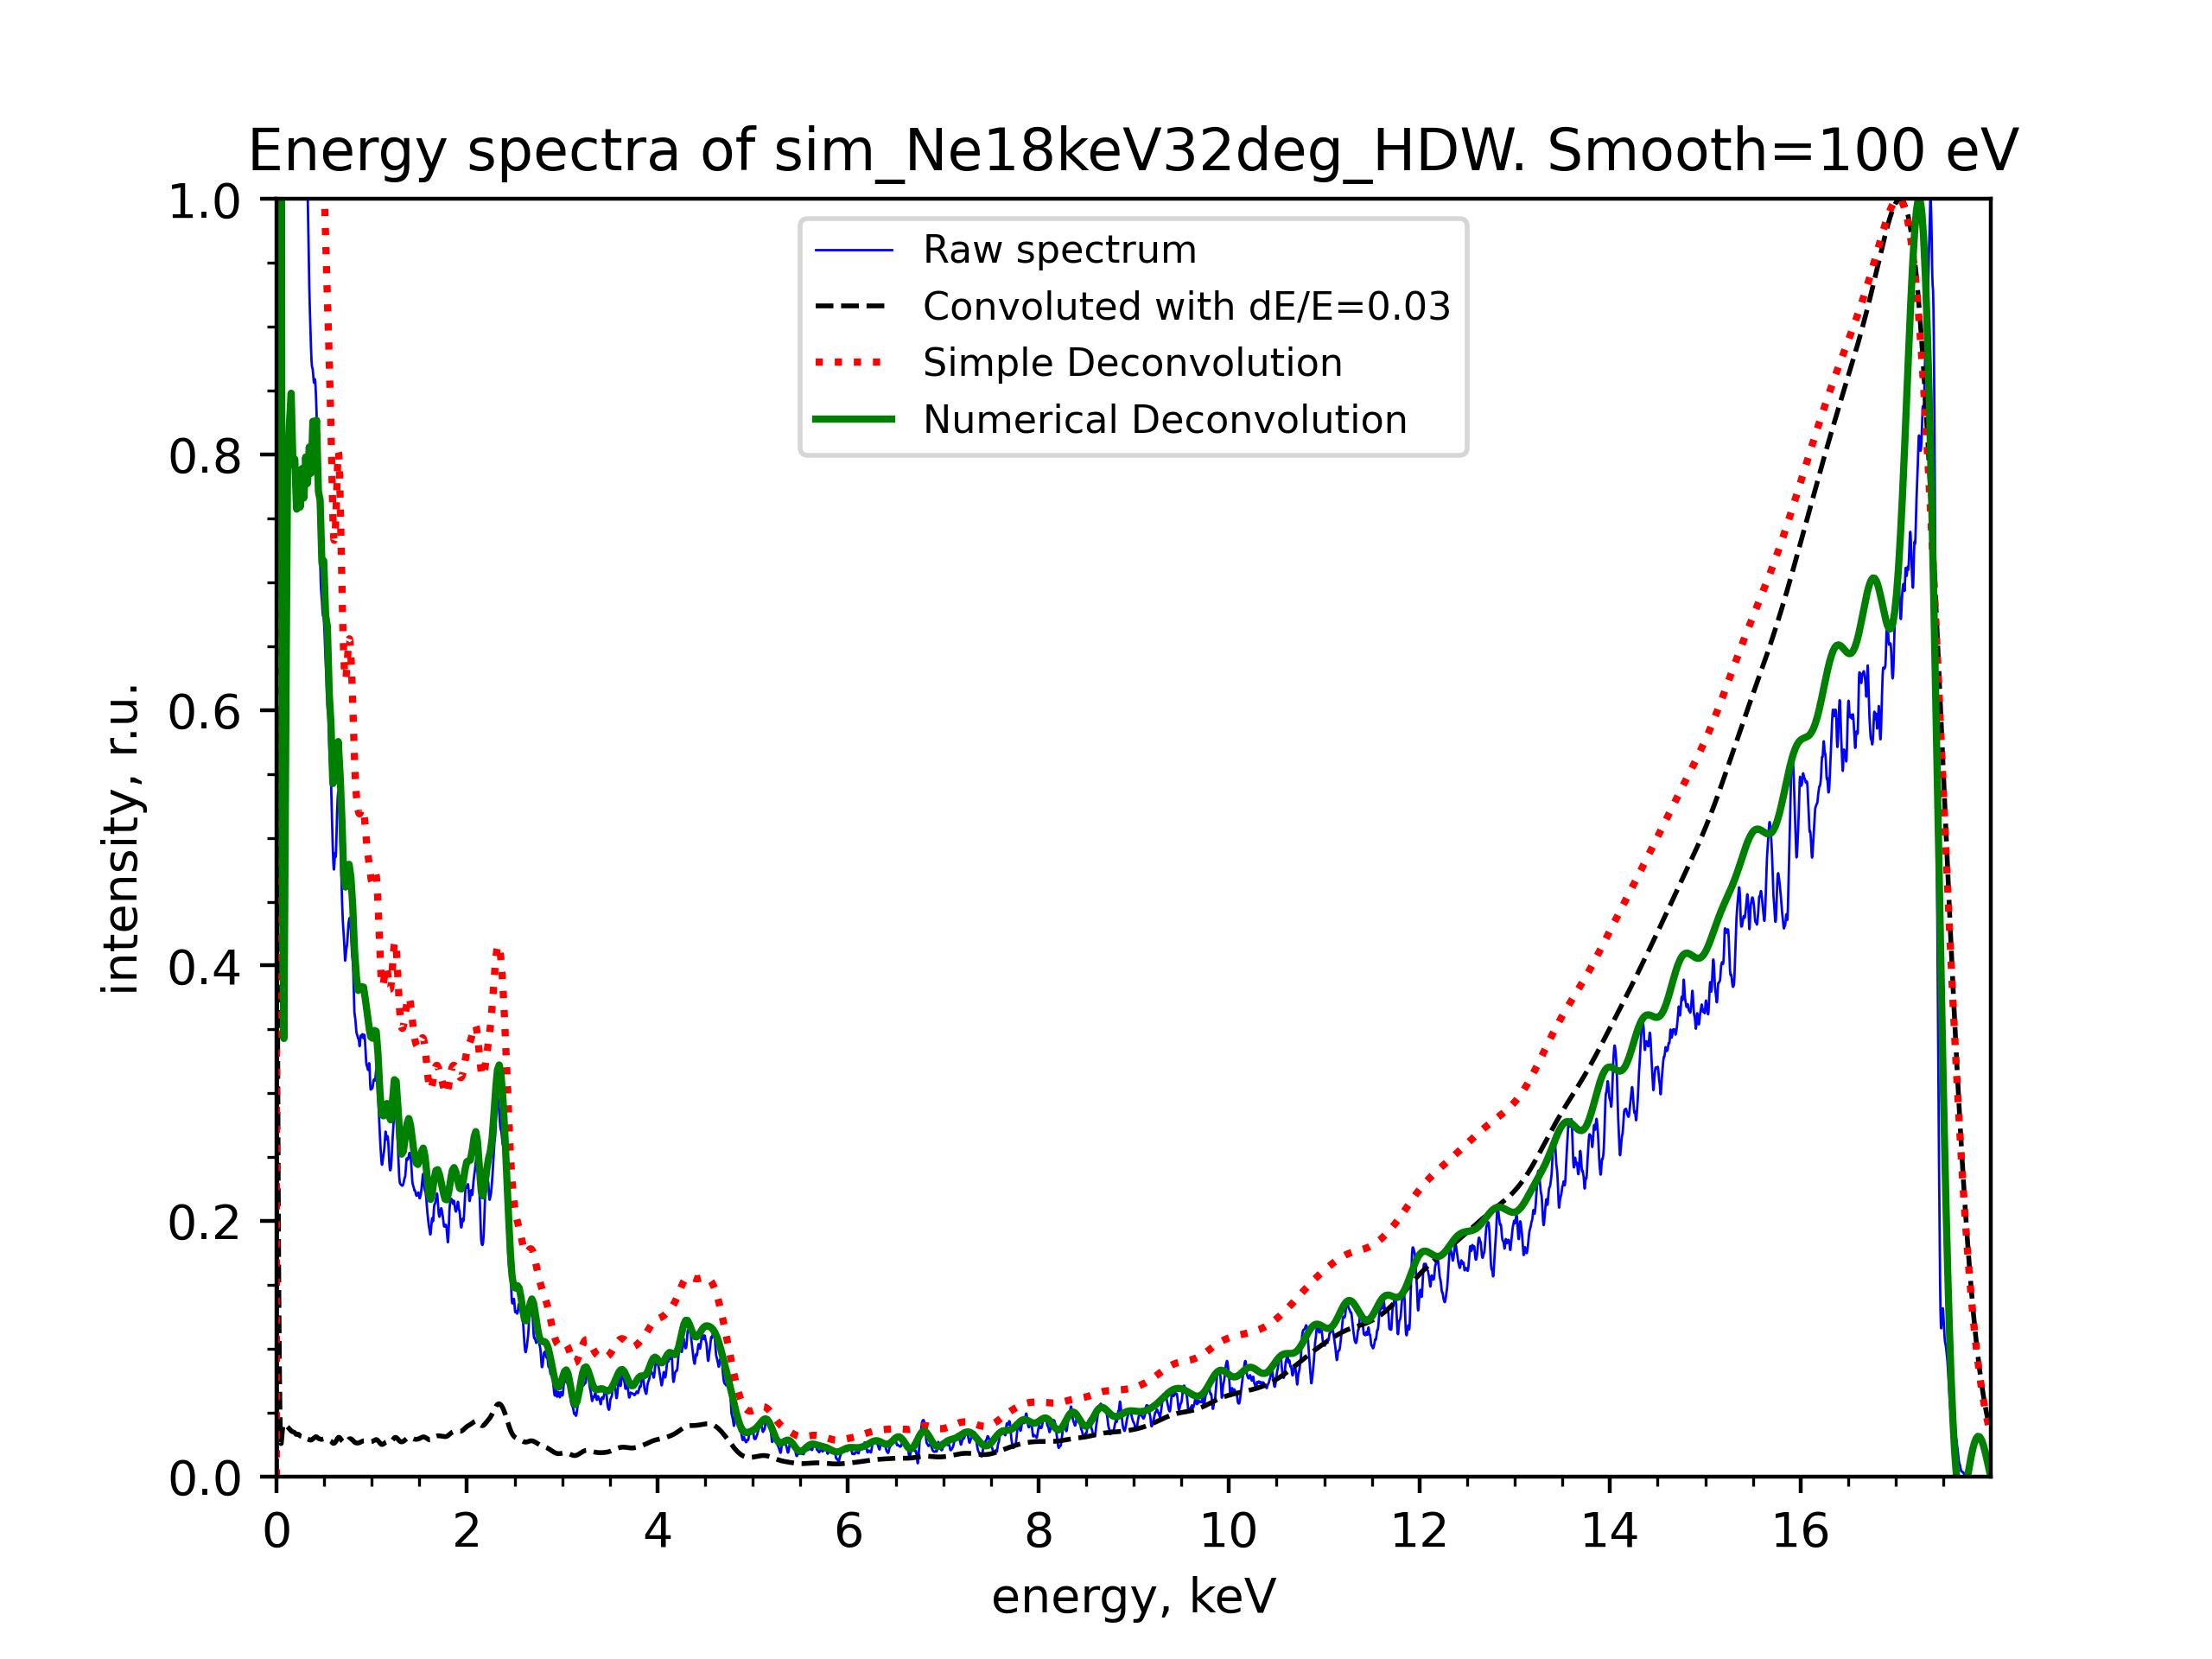 Energy spectra of sim_Ne18keV32deg_HDW. Smooth=100 eV
Raw spectrum
Convoluted with dE/E=0.03
Simple Deconvolution
Numerical Deconvolution
1.0
0.8
0.6
0.4
0.2
0.0
intensity, r.u.
0 2 4 6 8 10 12 14 16
energy, keV